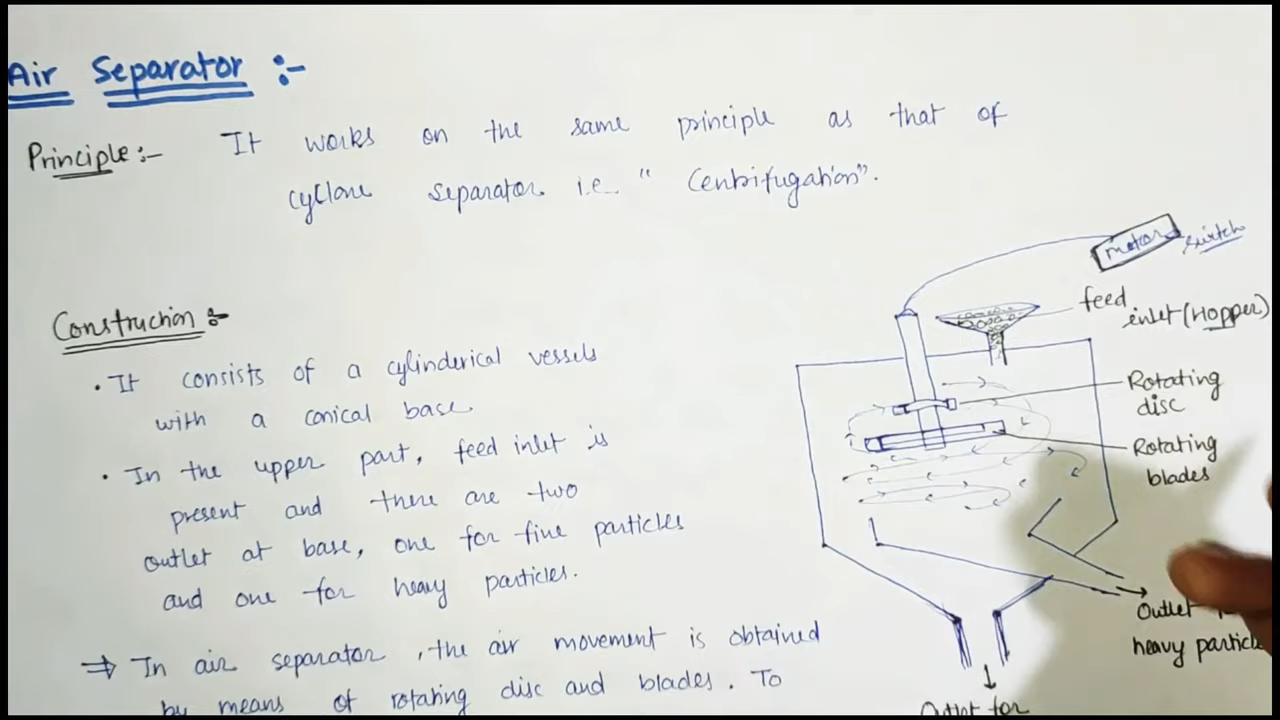 Air Separator :-
Principle :- It works on the same principle as that of
cyclone separator i.e. " Centrifugation".
Construction :-
• It consists of a cylinderical vessels
with a conical base.
• In the upper part, feed inlet is
present and there are two
outlet at base, one for fine particles
and one for heavy particles.
⇒ In air separator, the air movement is obtained
by means of rotating disc and blades. To
motor
switch
feed
inlet (Hopper)
Rotating
disc
Rotating
blades
Outlet
heavy
Outlet for